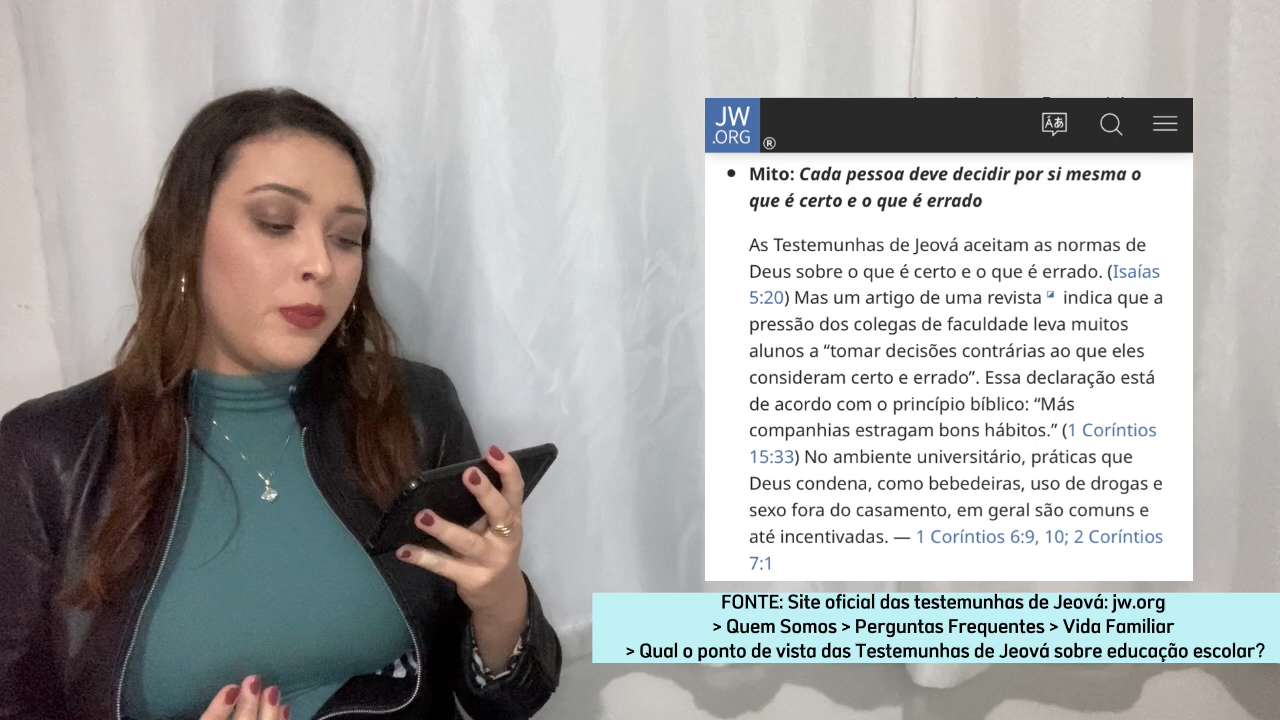 JW
.ORG
®
Mito: Cada pessoa deve decidir por si mesma o
que é certo e o que é errado
As Testemunhas de Jeová aceitam as normas de
Deus sobre o que é certo e o que é errado. (Isaías
5:20) Mas um artigo de uma revista indica que a
pressão dos colegas de faculdade leva muitos
alunos a “tomar decisões contrárias ao que eles
consideram certo e errado”. Essa declaração está
de acordo com o princípio bíblico: “Más
companhias estragam bons hábitos.” (1 Coríntios
15:33) No ambiente universitário, práticas que
Deus condena, como bebedeiras, uso de drogas e
sexo fora do casamento, em geral são comuns e
até incentivadas. — 1 Coríntios 6:9, 10; 2 Coríntios
7:1
FONTE: Site oficial das testemunhas de Jeová: jw.org
> Quem Somos > Perguntas Frequentes > Vida Familiar
> Qual o ponto de vista das Testemunhas de Jeová sobre educação escolar?